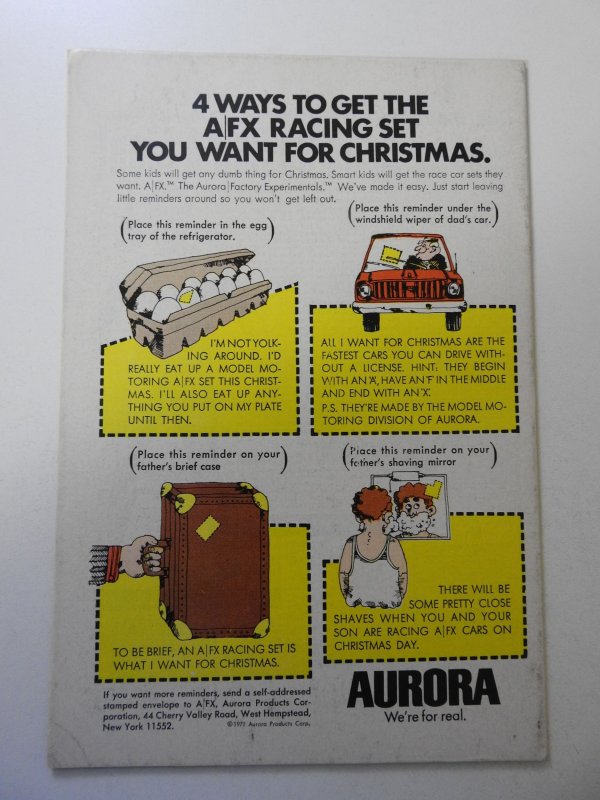 4 WAYS TO GET THE
A|FX RACING SET
YOU WANT FOR CHRISTMAS.
Some kids will get any dumb thing for Christmas. Smart kids will get the race car sets they
want. A|FX.™ The Aurora|Factory Experimentals.™ We've made it easy. Just start leaving
little reminders around so you won't get left out.
(Place this reminder in the egg
tray of the refrigerator.)
I'M NOT YOLK-
ING AROUND. I'D
REALLY EAT UP A MODEL MO-
TORING A|FX SET THIS CHRIST-
MAS. I'LL ALSO EAT UP ANY-
THING YOU PUT ON MY PLATE
UNTIL THEN.
(Place this reminder under the
windshield wiper of dad's car.)
ALL I WANT FOR CHRISTMAS ARE THE
FASTEST CARS YOU CAN DRIVE WITH-
OUT A LICENSE. HINT: THEY BEGIN
WITH AN 'A', HAVE AN 'F' IN THE MIDDLE
AND END WITH AN 'X'.
P.S. THEY'RE MADE BY THE MODEL MO-
TORING DIVISION OF AURORA.
(Place this reminder on your
father's brief case)
TO BE BRIEF, AN A|FX RACING SET IS
WHAT I WANT FOR CHRISTMAS.
(Place this reminder on your
father's shaving mirror)
THERE WILL BE
SOME PRETTY CLOSE
SHAVES WHEN YOU AND YOUR
SON ARE RACING A|FX CARS ON
CHRISTMAS DAY.
If you want more reminders, send a self-addressed
stamped envelope to A|FX, Aurora Products Cor-
poration, 44 Cherry Valley Road, West Hempstead,
New York 11552.
©1971 Aurora Products Corp.
AURORA
We're for real.